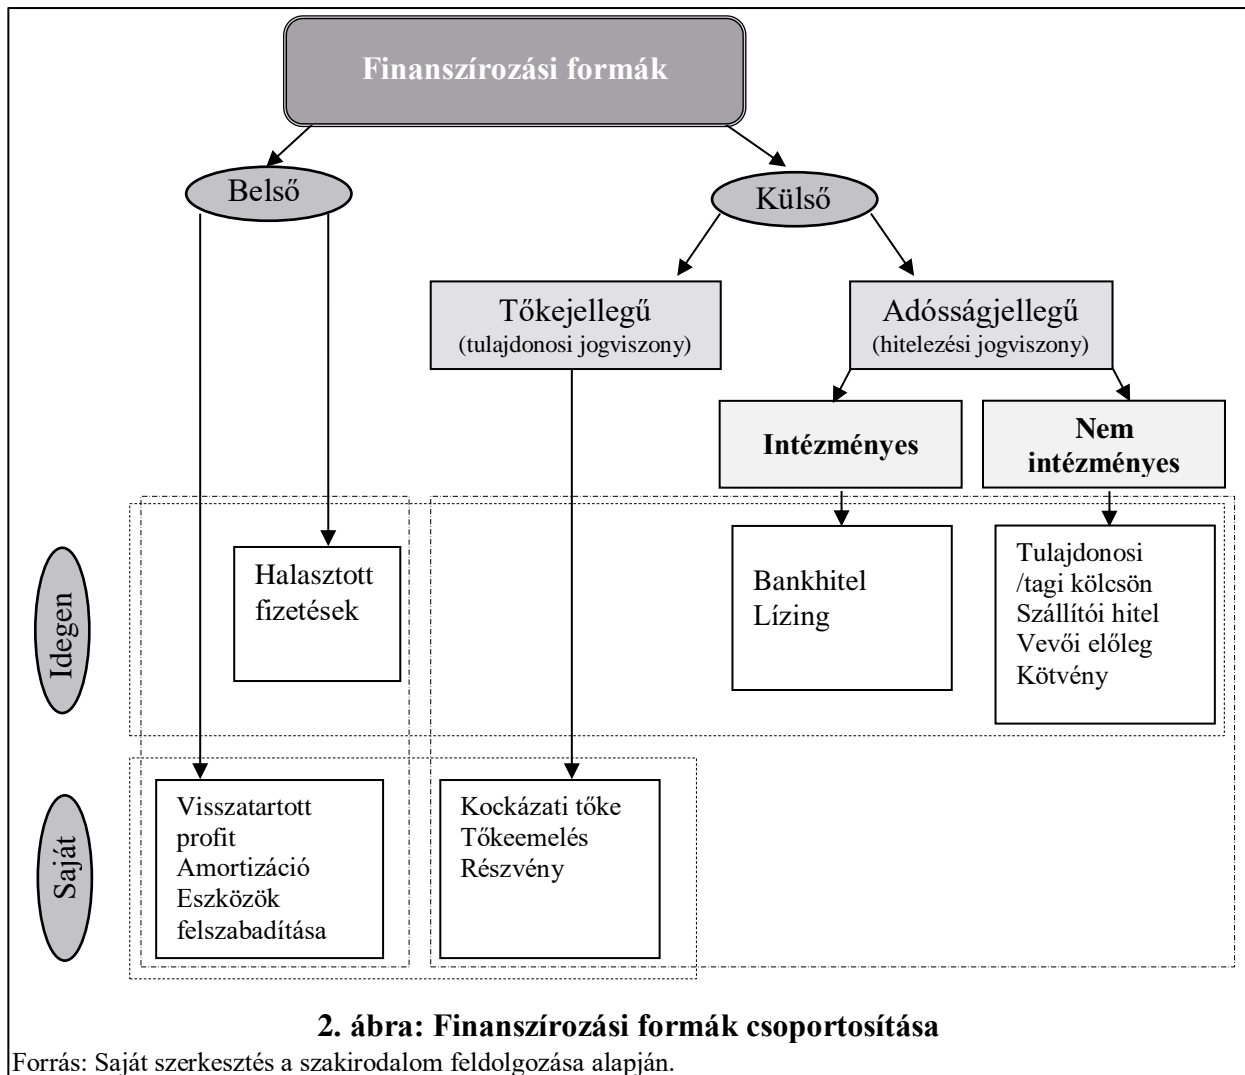 Finanszírozási formák
Belső
Külső
Tőkejellegű
(tulajdonosi jogviszony)
Adósságjellegű
(hitelezési jogviszony)
Intézményes
Nem
intézményes
Idegen
Halasztott
fizetések
Bankhitel
Lízing
Tulajdonosi
/tagi kölcsön
Szállítói hitel
Vevői előleg
Kötvény
Saját
Visszatartott
profit
Amortizáció
Eszközök
felszabadítása
Kockázati tőke
Tőkeemelés
Részvény
2. ábra: Finanszírozási formák csoportosítása
Forrás: Saját szerkesztés a szakirodalom feldolgozása alapján.